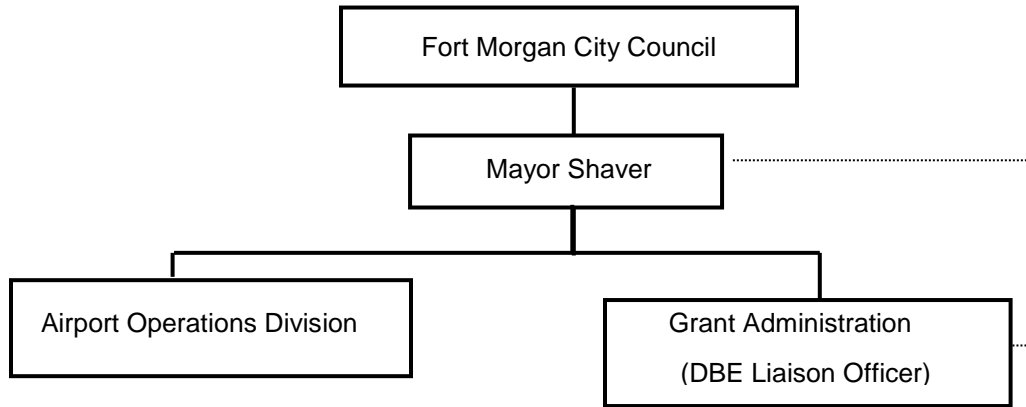 Fort Morgan City Council
Mayor Shaver
Airport Operations Division
Grant Administration
(DBE Liaison Officer)